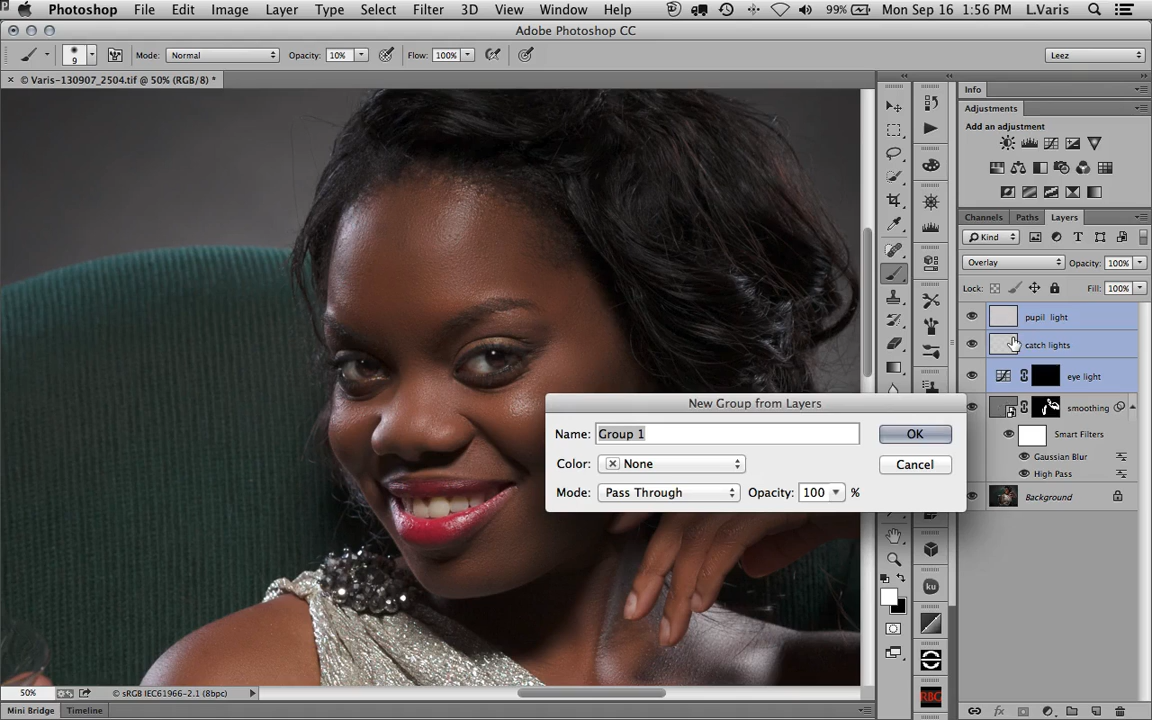 Photoshop File Edit Image Layer Type Select Filter 3D View Window Help 99% Mon Sep 16 1:56 PM L.Varis
Adobe Photoshop CC
9 Mode: Normal Opacity: 10% Flow: 100% Leez
© Varis-130907_2504.tif @ 50% (RGB/8) *
Info
Adjustments
Add an adjustment
Channels Paths Layers
Kind
Overlay Opacity: 100%
Lock: Fill: 100%
pupil light
catch lights
eye light
smoothing
Smart Filters
Gaussian Blur
High Pass
Background
New Group from Layers
Name: Group 1 OK
Color: None Cancel
Mode: Pass Through Opacity: 100 %
ku
RBG
50% © sRGB IEC61966-2.1 (8bpc)
Mini Bridge Timeline
fx